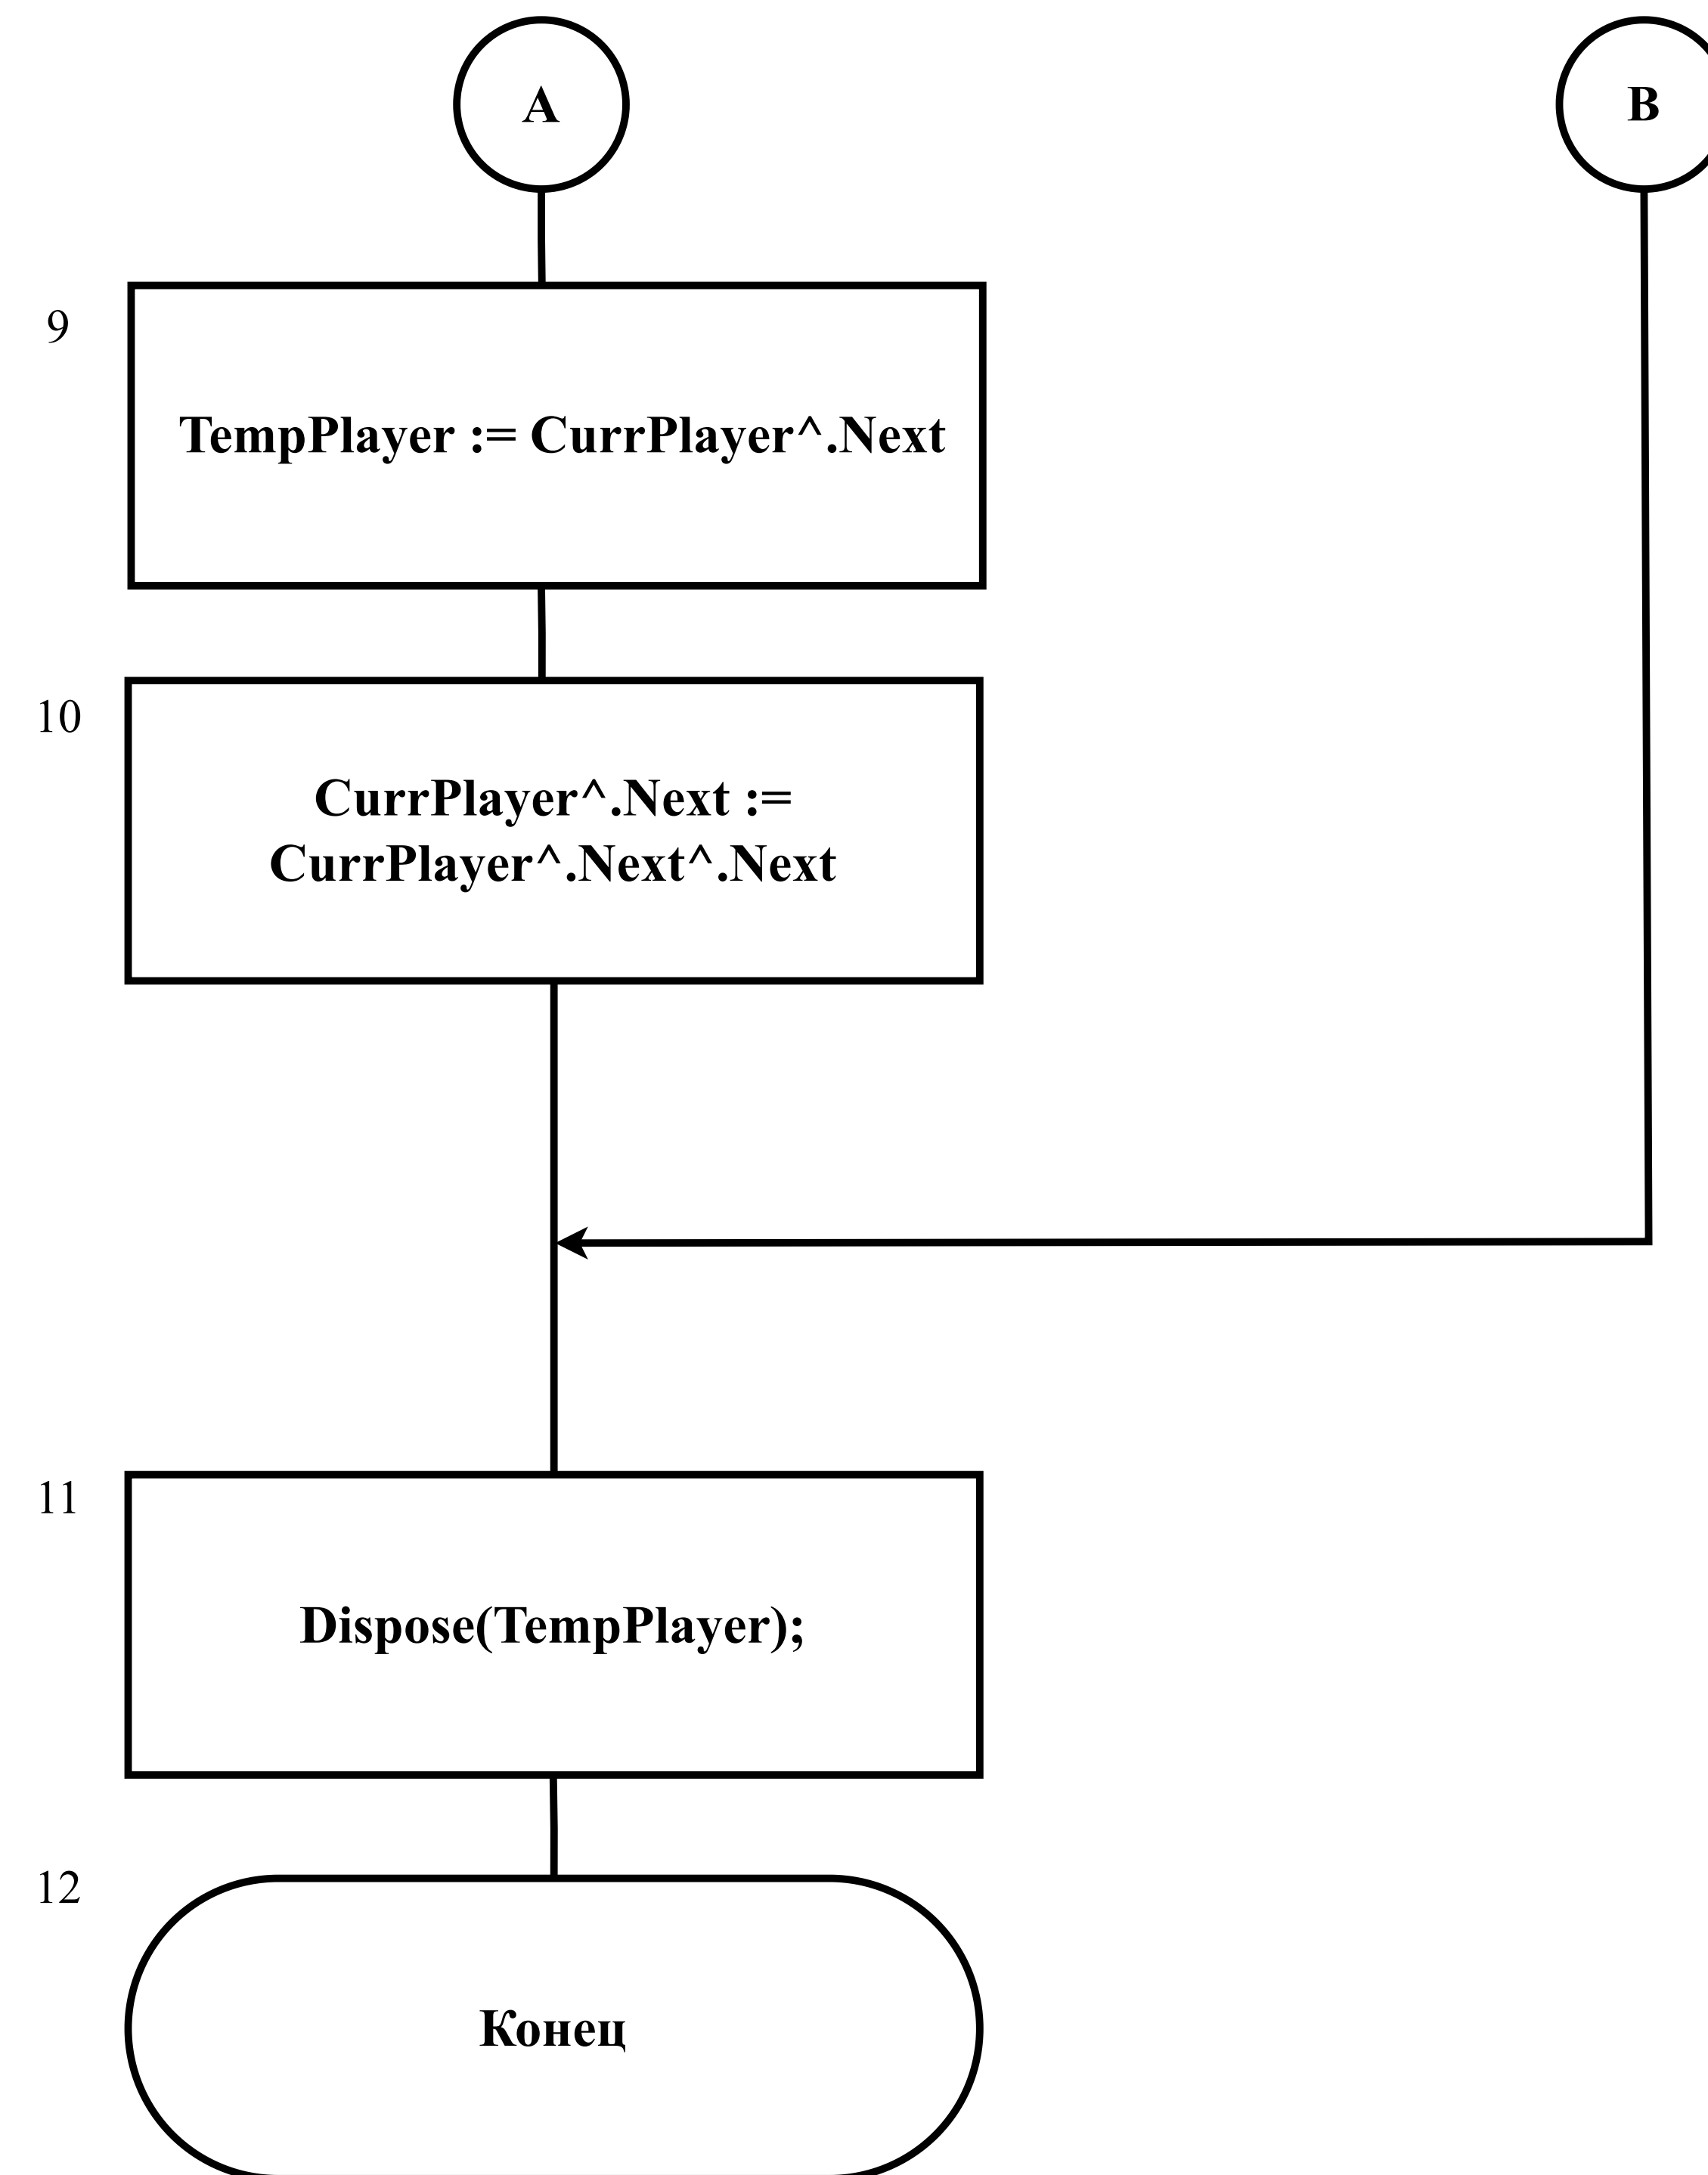 A
B
9
TempPlayer := CurrPlayer^.Next
10
CurrPlayer^.Next :=
CurrPlayer^.Next^.Next
11
Dispose(TempPlayer);
12
Конец